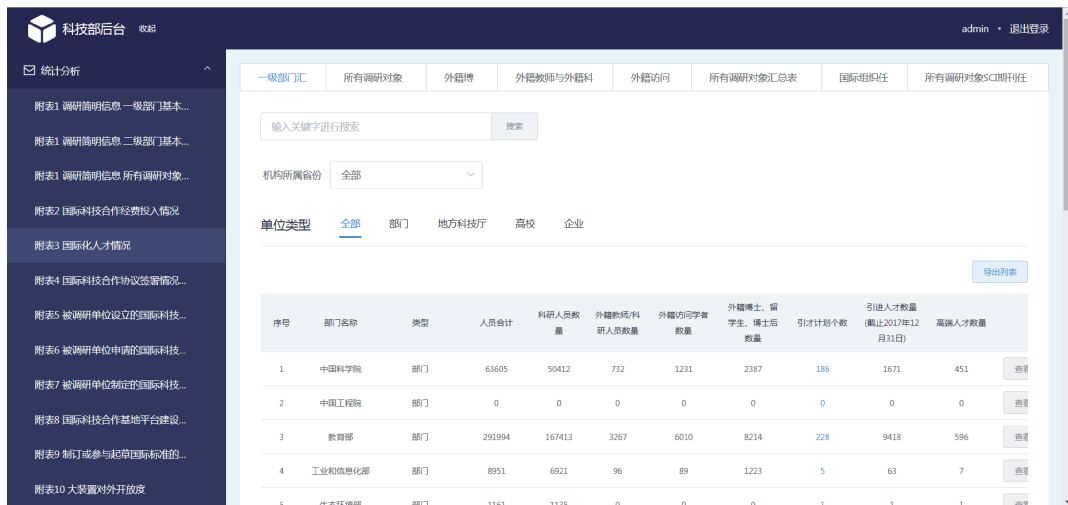 科技部后台 收起 admin • 退出登录
统计分析
附表1 调研简明信息 一级部门基本...
附表1 调研简明信息 二级部门基本...
附表1 调研简明信息 所有调研对象...
附表2 国际科技合作经费投入情况
附表3 国际化人才情况
附表4 国际科技合作协议签署情况...
附表5 被调研单位设立的国际科技...
附表6 被调研单位申请的国际科技...
附表7 被调研单位制定的国际科技...
附表8 国际科技合作基地平台建设...
附表9 制订或参与起草国际标准的...
附表10 大装置对外开放度
一级部门汇 所有调研对象 外籍博 外籍教师与外籍科 外籍访问 所有调研对象汇总表 国际组织任 所有调研对象SCI期刊任
输入关键字进行搜索 搜索
机构所属省份 全部
单位类型 全部 部门 地方科技厅 高校 企业
导出列表
序号 部门名称 类型 人员合计 科研人员数量 外籍教师/科研人员数量 外籍访问学者数量 外籍博士、留学生、博士后数量 引才计划个数 引进人才数量(截止2017年12月31日) 高端人才数量
1 中国科学院 部门 63605 50412 732 1231 2387 186 1671 451 查看
2 中国工程院 部门 0 0 0 0 0 0 0 0 查看
3 教育部 部门 291994 167413 3267 6010 8214 228 9418 596 查看
4 工业和信息化部 部门 8951 6921 96 89 1223 5 63 7 查看
5 生态环境部 部门 1161 1135 0 0 0 1 1 1